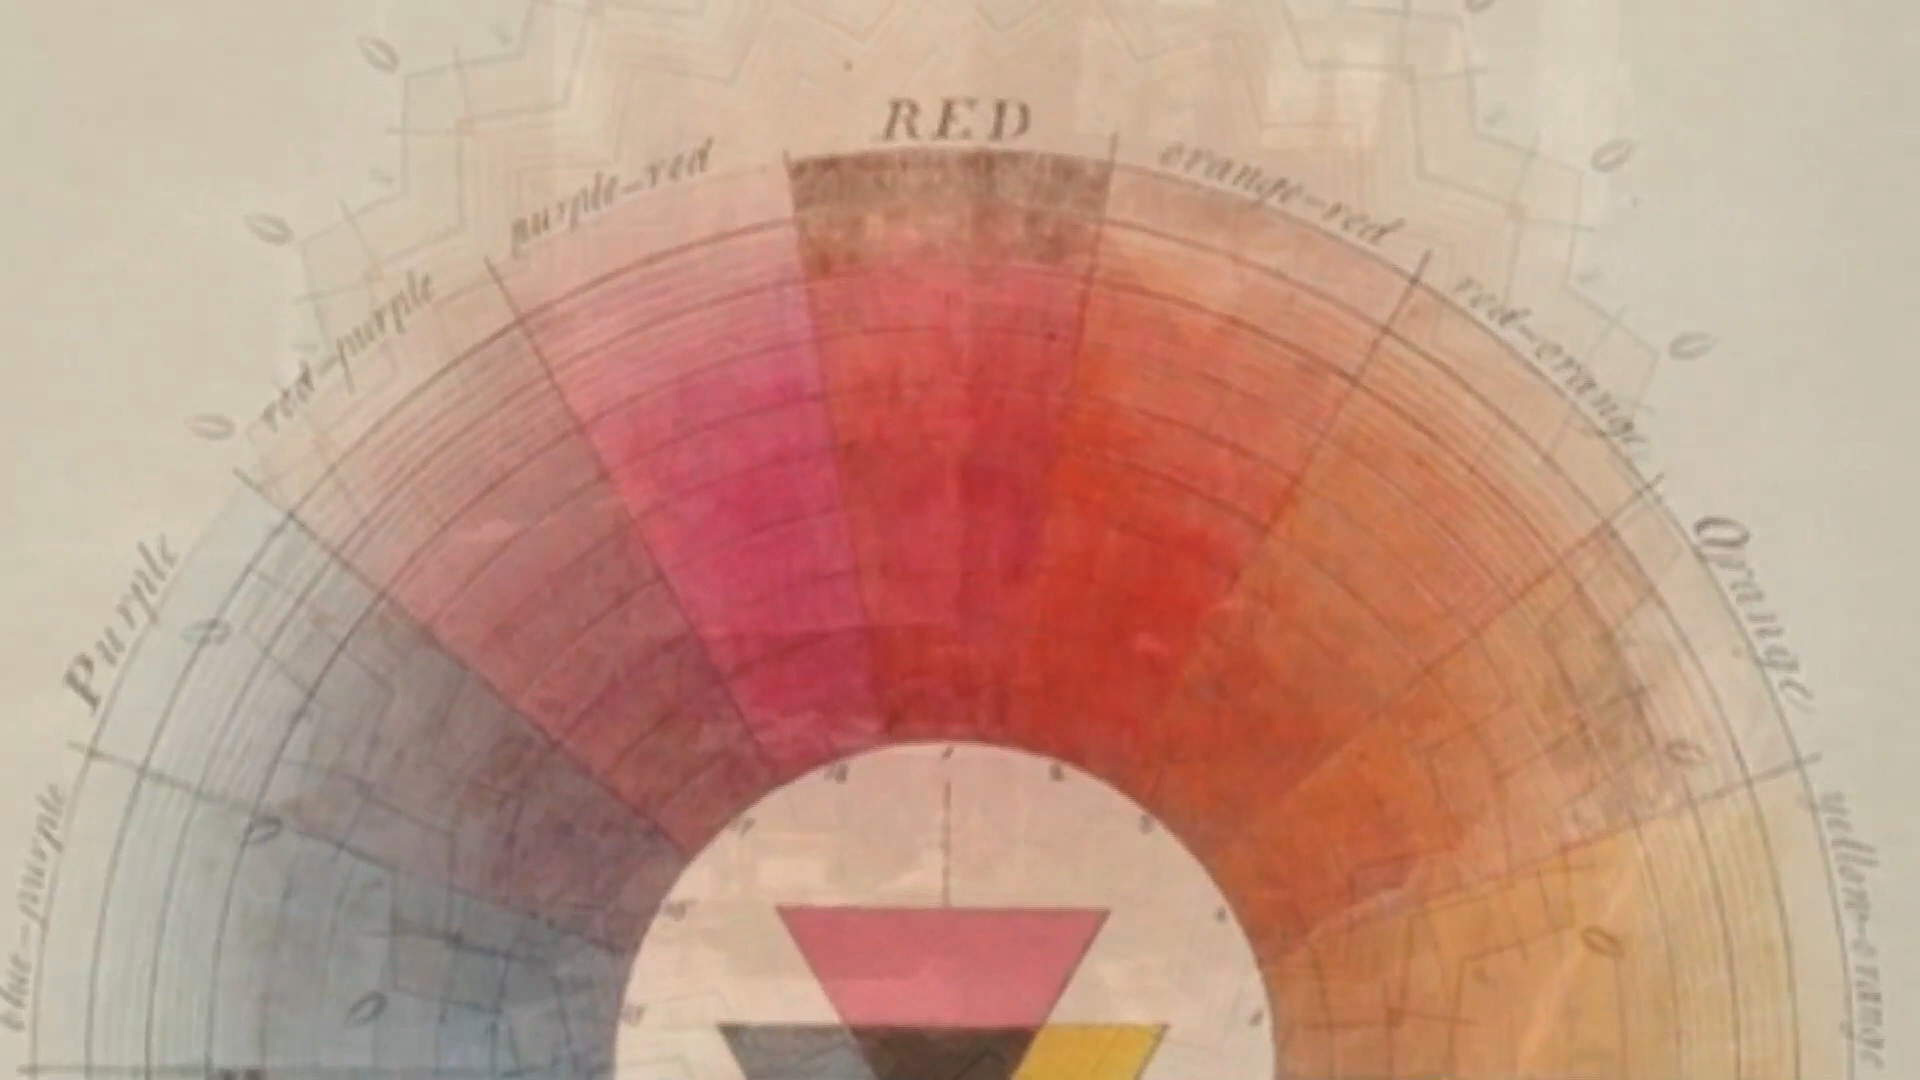 RED
purple-red
orange-red
red-purple
red-orange
Purple
Orange
blue-purple
yellow-orange